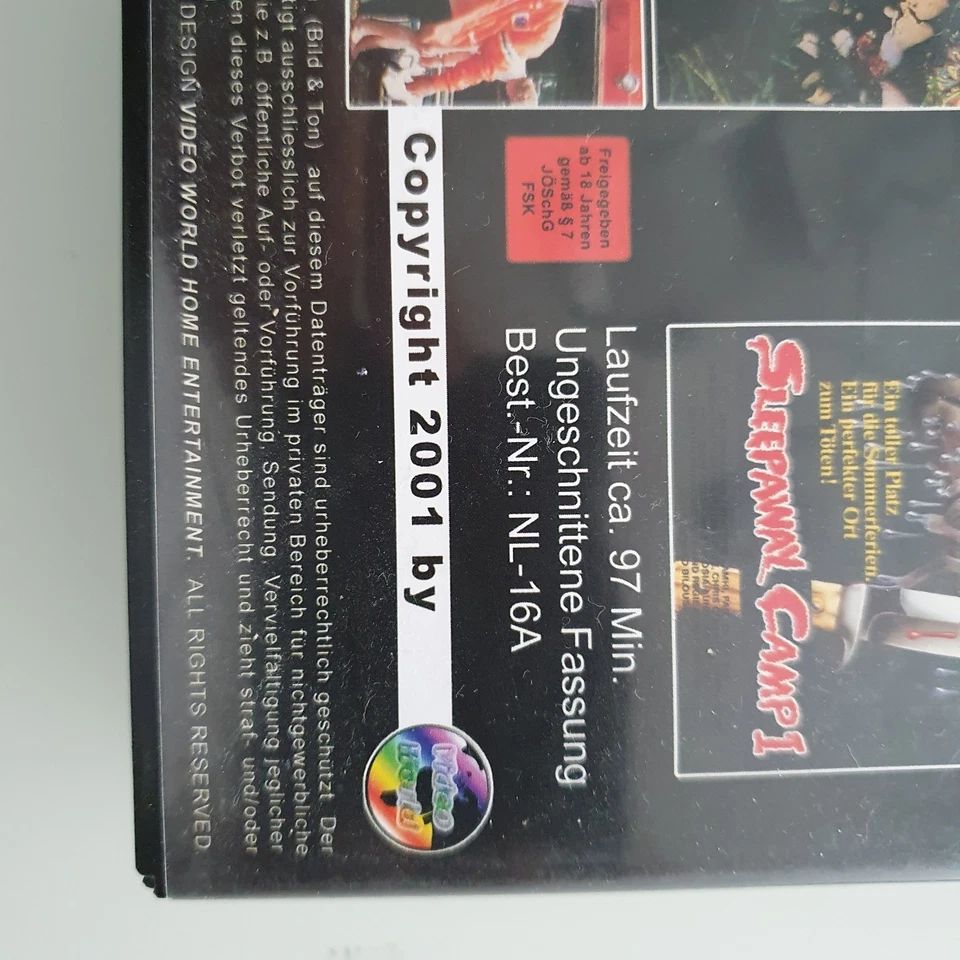 Freigegeben
ab 18 Jahren
gemäß § 7
JÖSchG
FSK
Ein toller Platz
für die Sommerferien.
Ein perfekter Ort
zum Töten!
SLEEPAWAY CAMP I
Laufzeit ca. 97 Min.
Ungeschnittene Fassung
Best.-Nr.: NL-16A
Copyright 2001 by
Video
World
(Bild & Ton) auf diesem Datenträger sind urheberrechtlich geschützt. Der
tigt ausschliesslich zur Vorführung im privaten Bereich für nichtgewerbliche
ie z.B. öffentliche Auf- oder Vorführung, Sendung, Vervielfältigung jeglicher
en dieses Verbot verletzt geltendes Urheberrecht und zieht straf- und/oder
DESIGN VIDEO WORLD HOME ENTERTAINMENT. ALL RIGHTS RESERVED.